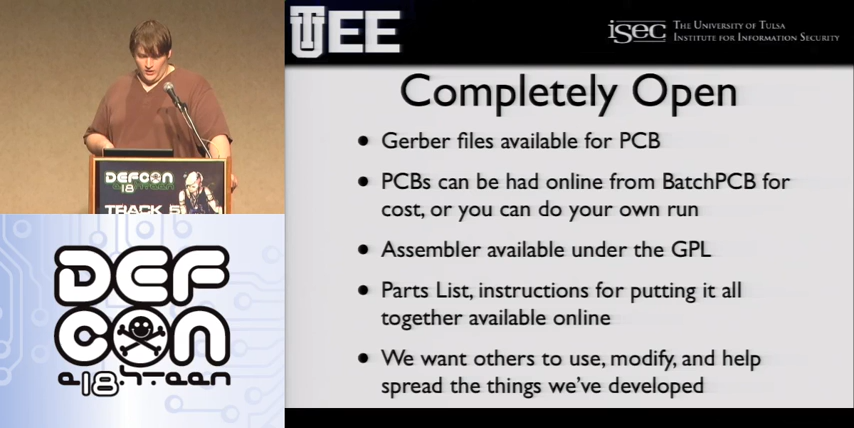 TU EE
isec THE UNIVERSITY OF TULSA
INSTITUTE FOR INFORMATION SECURITY
Completely Open
• Gerber files available for PCB
• PCBs can be had online from BatchPCB for
cost, or you can do your own run
• Assembler available under the GPL
• Parts List, instructions for putting it all
together available online
• We want others to use, modify, and help
spread the things we've developed
DEFCON
18
TRACK 5
DEF
CON
e18hteen